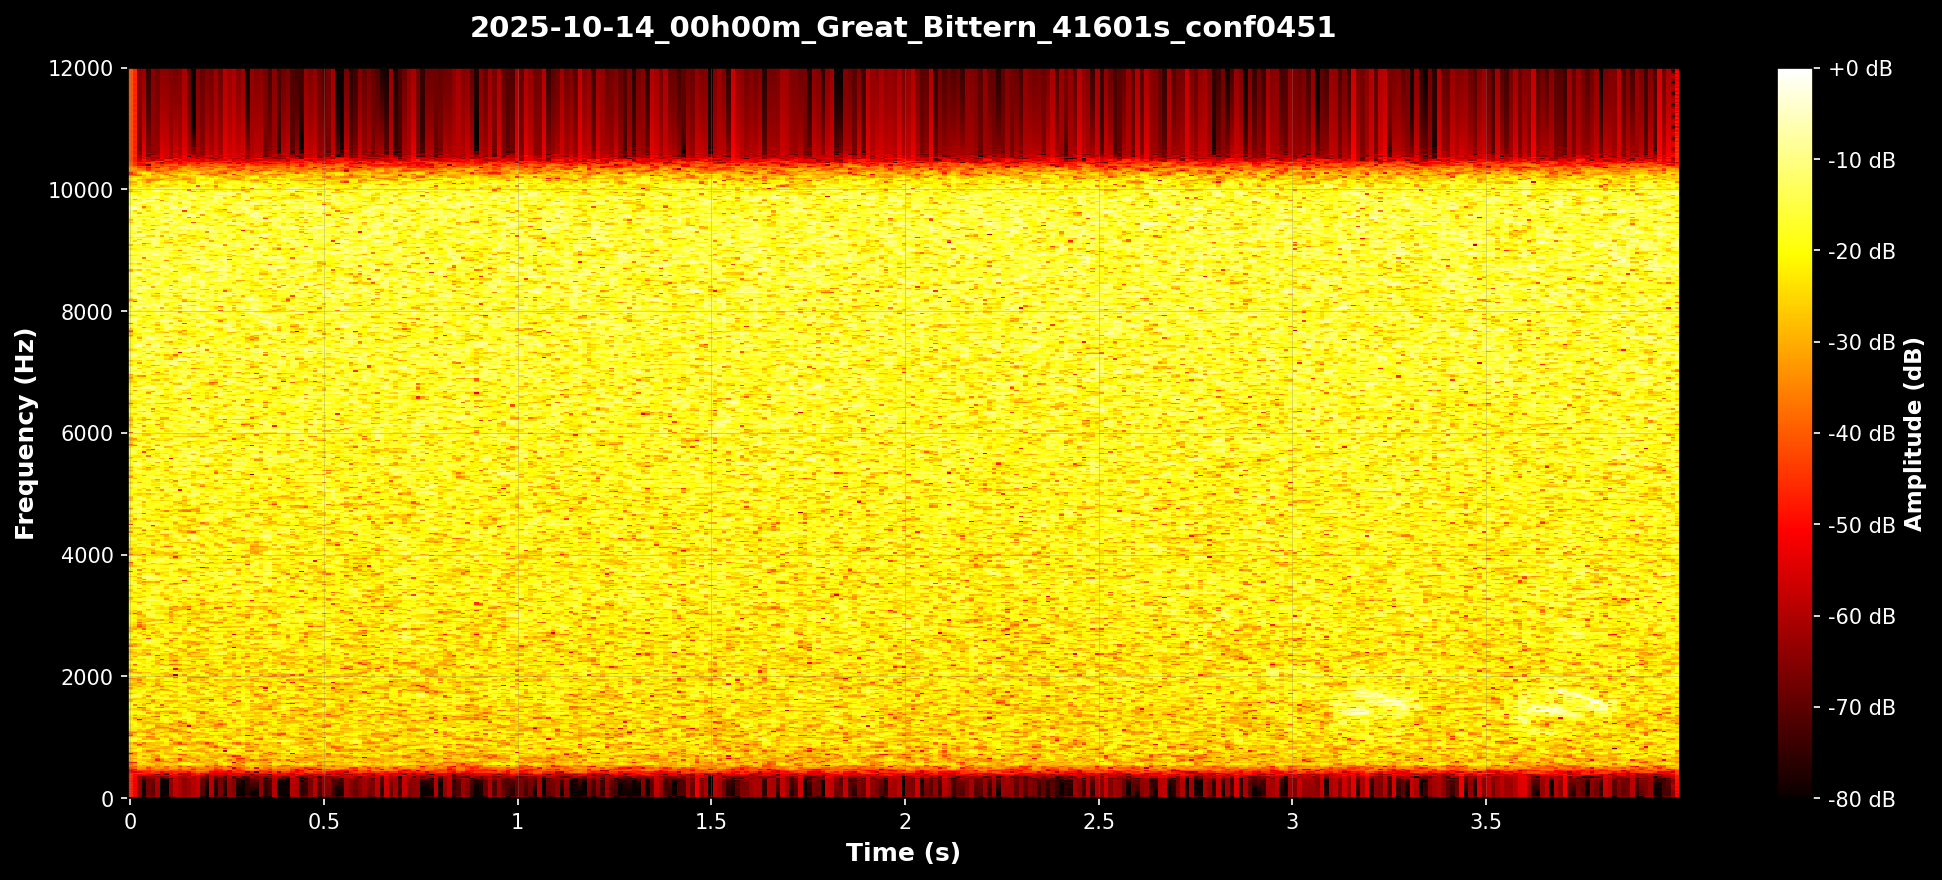 2025-10-14_00h00m_Great_Bittern_41601s_conf0451
12000
10000
8000
6000
4000
2000
0
Frequency (Hz)
0
0.5
1
1.5
2
2.5
3
3.5
Time (s)
+0 dB
-10 dB
-20 dB
-30 dB
-40 dB
-50 dB
-60 dB
-70 dB
-80 dB
Amplitude (dB)